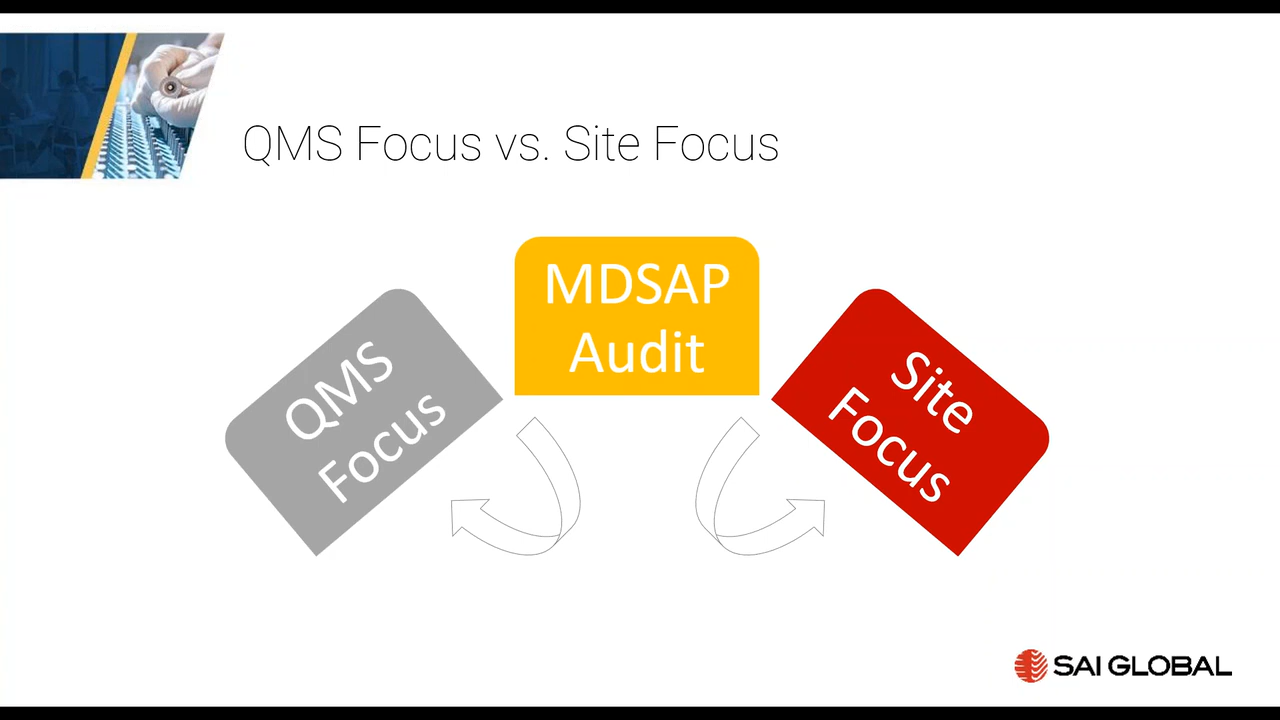 QMS Focus vs. Site Focus
MDSAP
Audit
QMS
Focus
Site
Focus
SAI GLOBAL